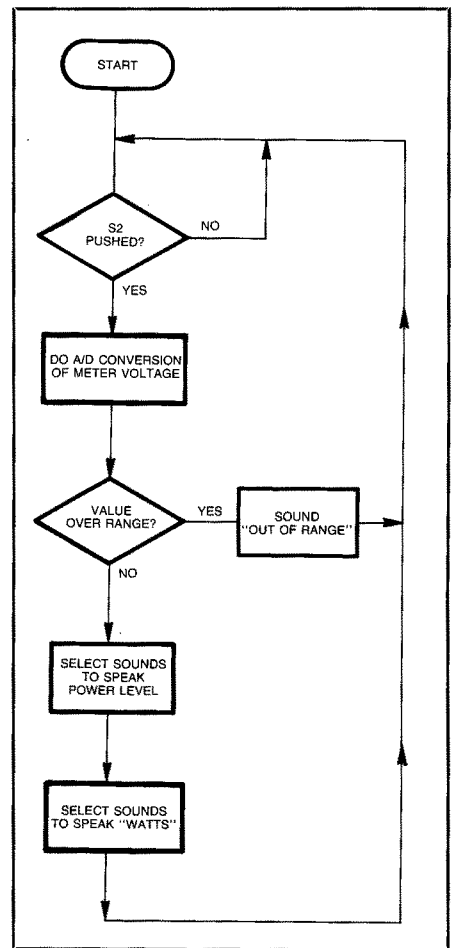 START
S2
PUSHED?
NO
YES
DO A/D CONVERSION
OF METER VOLTAGE
VALUE
OVER RANGE?
YES
SOUND
"OUT OF RANGE"
NO
SELECT SOUNDS
TO SPEAK
POWER LEVEL
SELECT SOUNDS
TO SPEAK "WATTS"